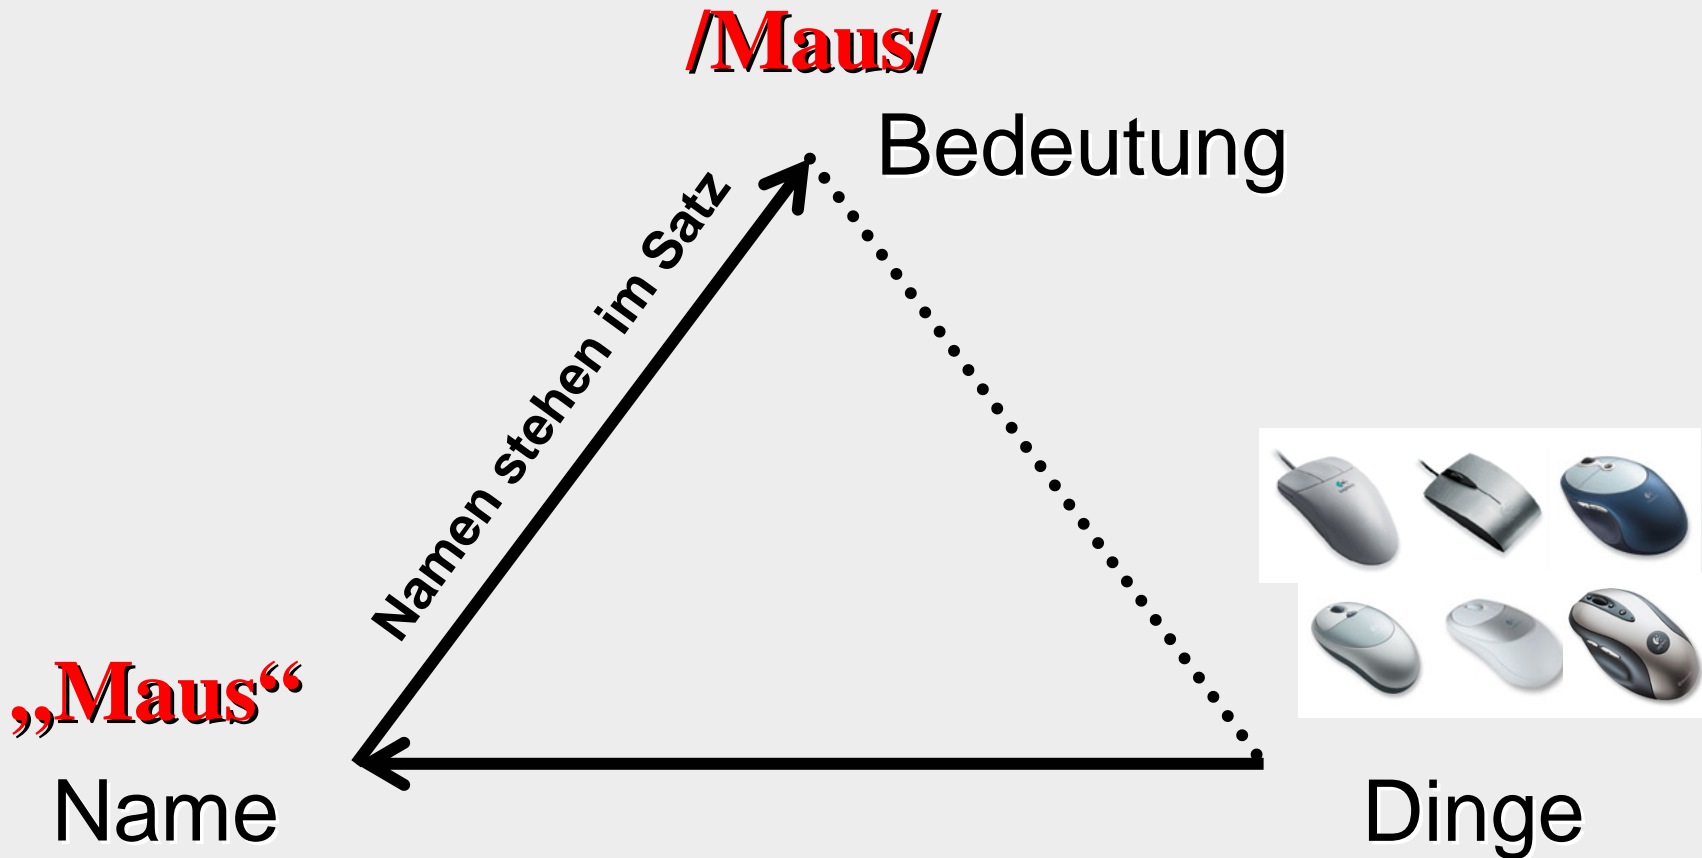 /Maus/
Bedeutung
Namen stehen im Satz
„Maus“
Name
Dinge